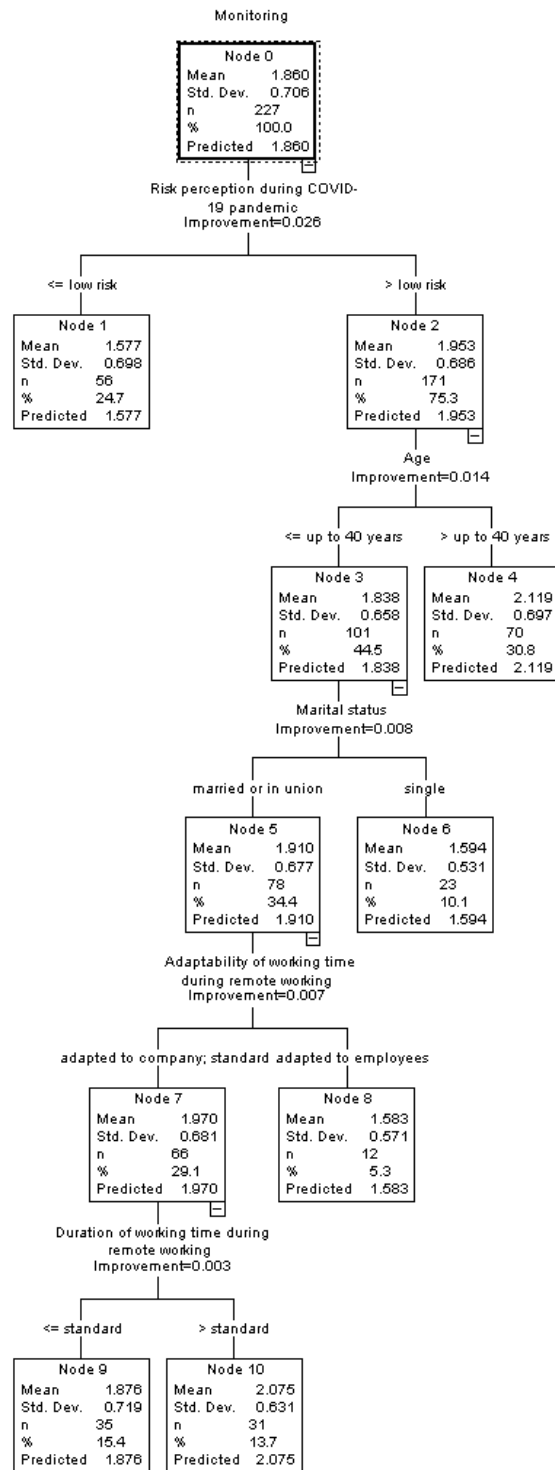 Monitoring
Node 0
Mean 1.860
Std. Dev. 0.706
n 227
% 100.0
Predicted 1.860
Risk perception during COVID-
19 pandemic
Improvement=0.026
<= low risk
> low risk
Node 1
Mean 1.577
Std. Dev. 0.698
n 56
% 24.7
Predicted 1.577
Node 2
Mean 1.953
Std. Dev. 0.686
n 171
% 75.3
Predicted 1.953
Age
Improvement=0.014
<= up to 40 years
> up to 40 years
Node 3
Mean 1.838
Std. Dev. 0.658
n 101
% 44.5
Predicted 1.838
Node 4
Mean 2.119
Std. Dev. 0.697
n 70
% 30.8
Predicted 2.119
Marital status
Improvement=0.008
married or in union
single
Node 5
Mean 1.910
Std. Dev. 0.677
n 78
% 34.4
Predicted 1.910
Node 6
Mean 1.594
Std. Dev. 0.531
n 23
% 10.1
Predicted 1.594
Adaptability of working time
during remote working
Improvement=0.007
adapted to company; standard
adapted to employees
Node 7
Mean 1.970
Std. Dev. 0.681
n 66
% 29.1
Predicted 1.970
Node 8
Mean 1.583
Std. Dev. 0.571
n 12
% 5.3
Predicted 1.583
Duration of working time during
remote working
Improvement=0.003
<= standard
> standard
Node 9
Mean 1.876
Std. Dev. 0.719
n 35
% 15.4
Predicted 1.876
Node 10
Mean 2.075
Std. Dev. 0.631
n 31
% 13.7
Predicted 2.075